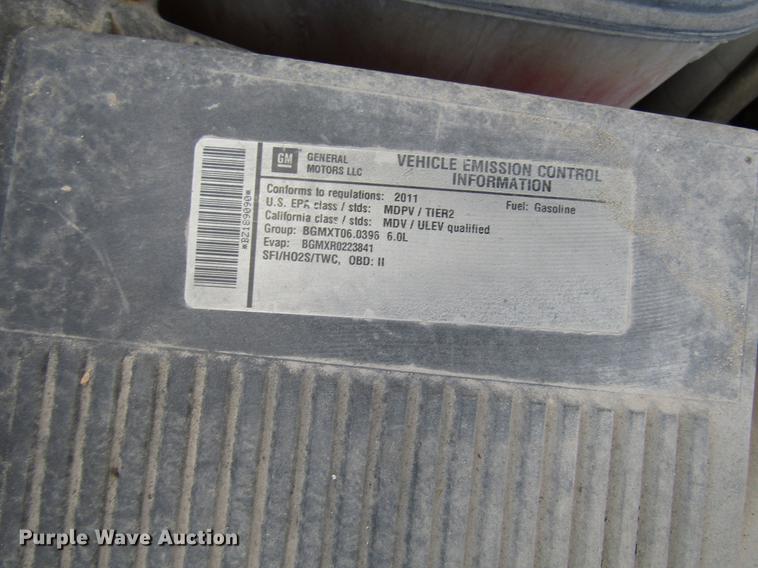 GM
GENERAL
MOTORS LLC
VEHICLE EMISSION CONTROL
INFORMATION
Conforms to regulations: 2011
Fuel: Gasoline
U.S. EPA class / stds: MDPV / TIER2
California class / stds: MDV / ULEV qualified
Group: BGMXT06.0396 6.0L
Evap: BGMXR0223841
SFI/HO2S/TWC, OBD: II
*B2189090*
Purple Wave Auction